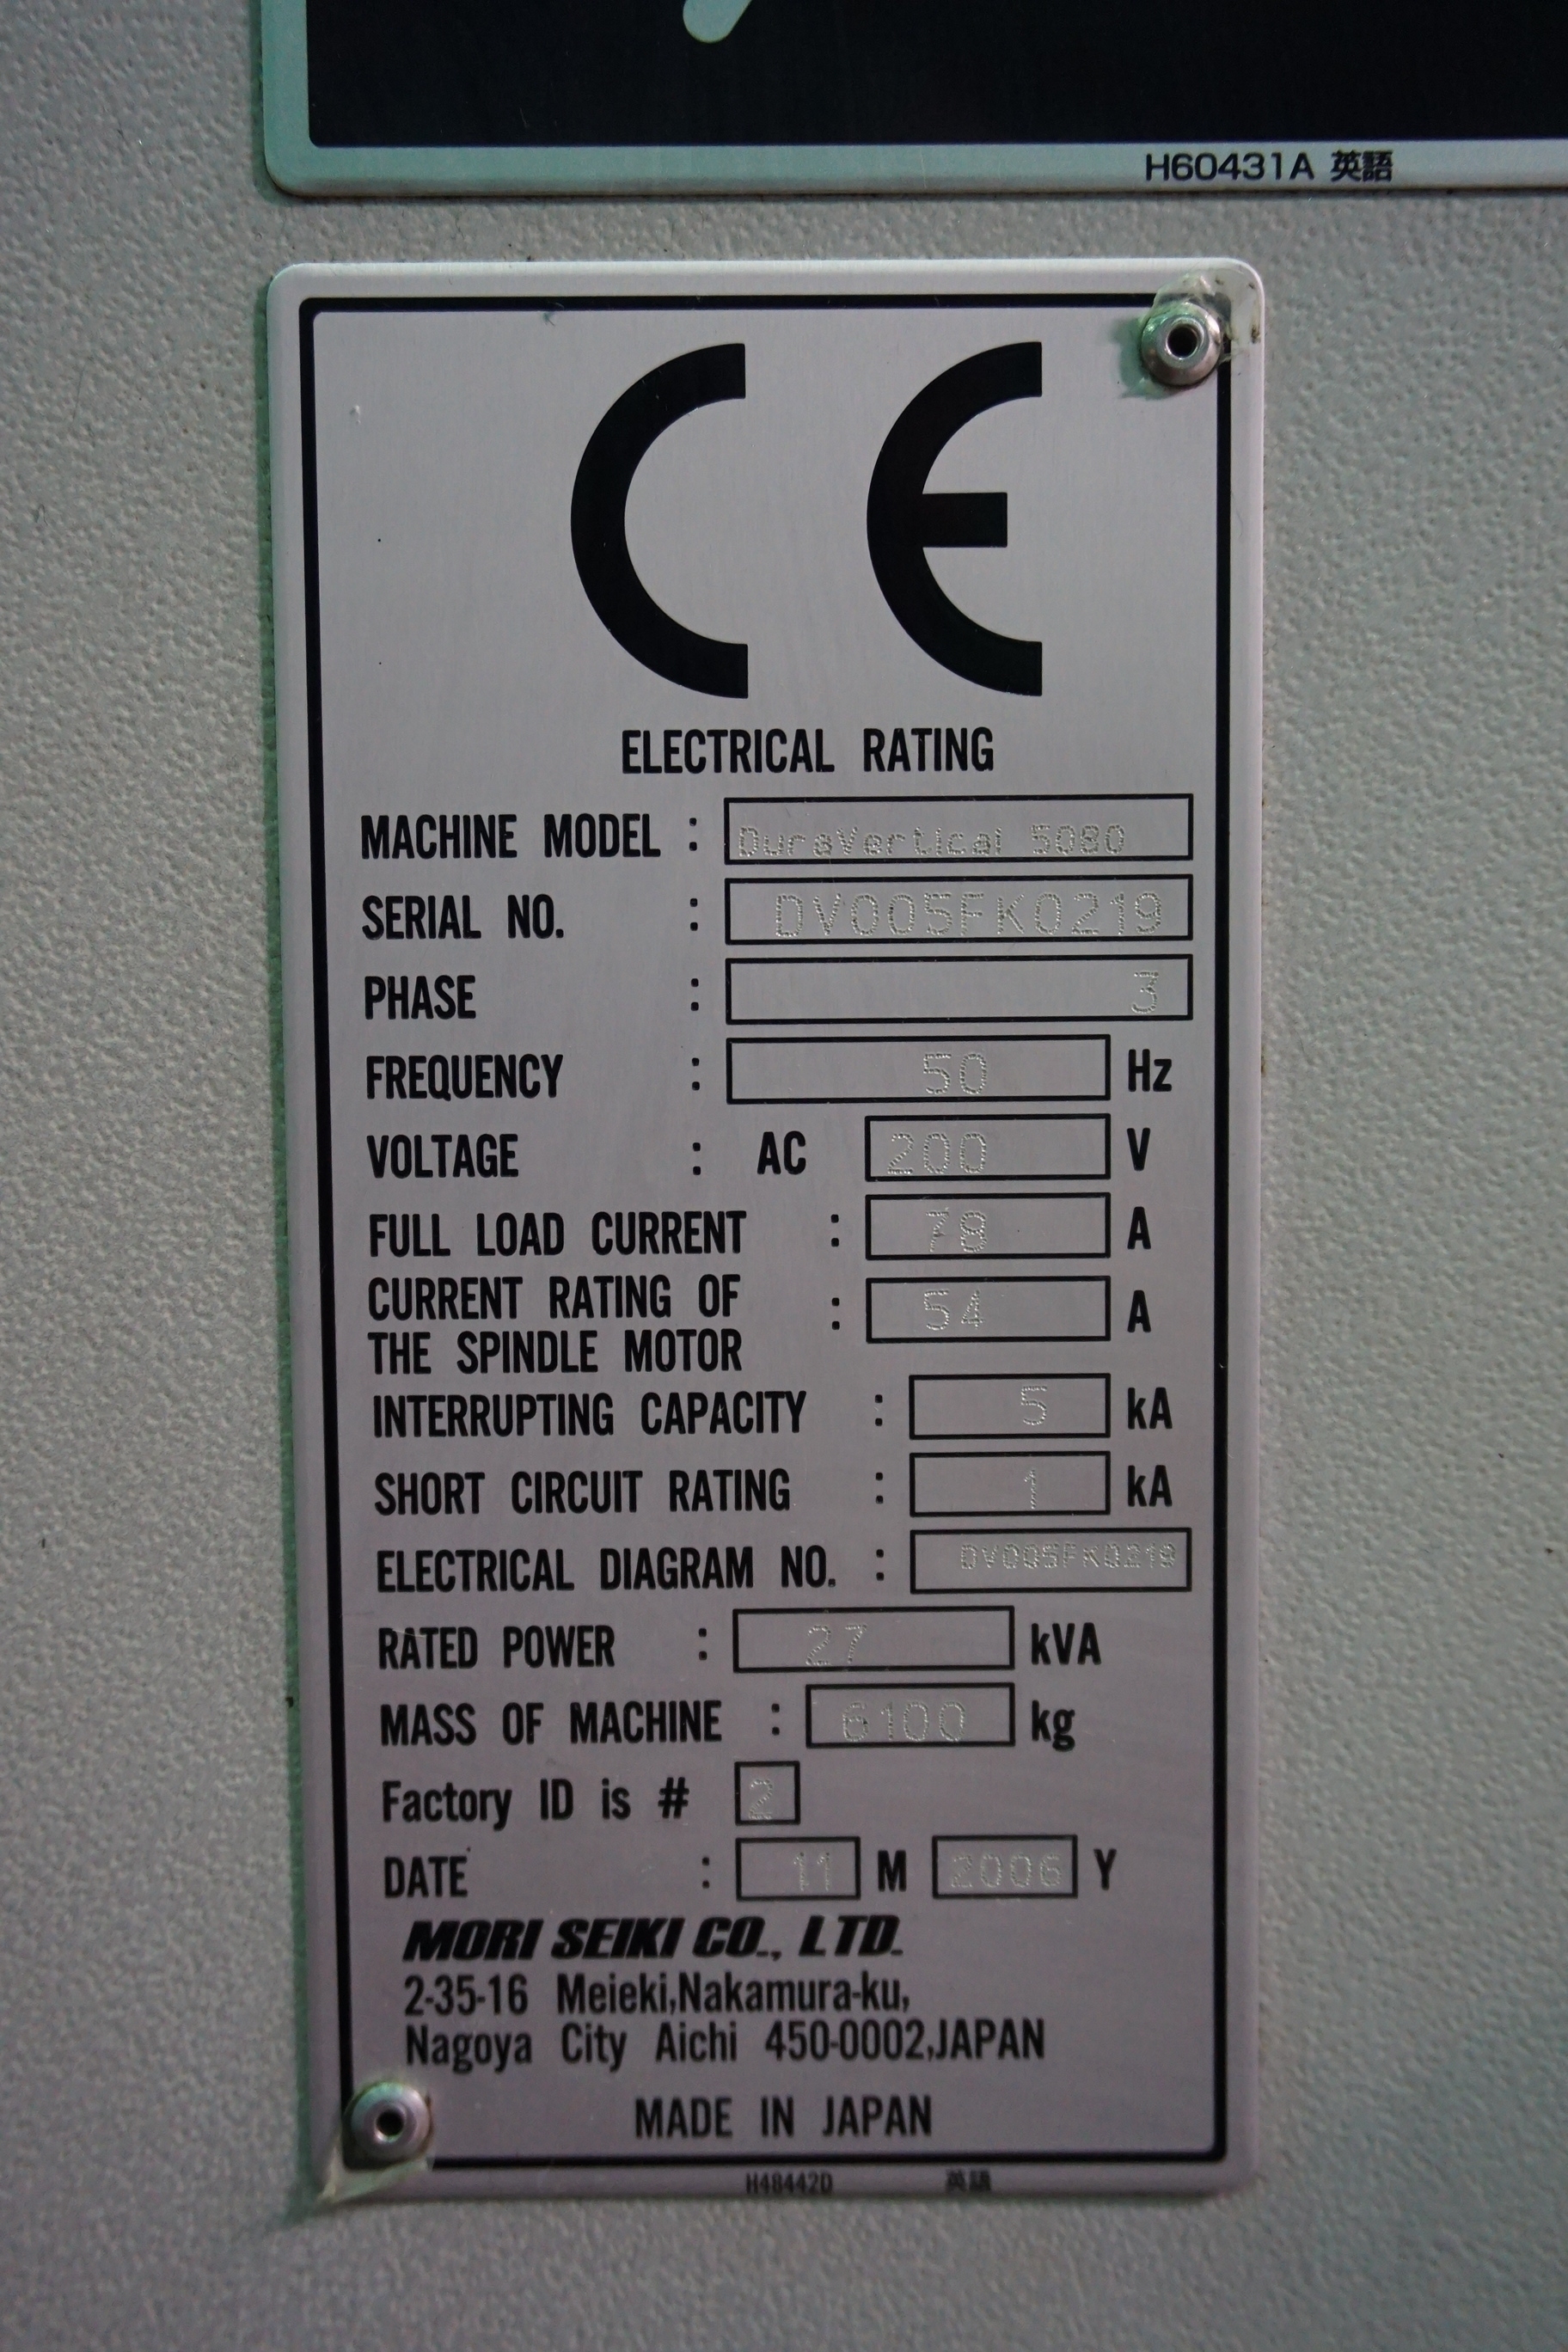 H60431A 英語
CE
ELECTRICAL RATING
MACHINE MODEL : DuraVertical 5080
SERIAL NO. : DV005FK0219
PHASE : 3
FREQUENCY : 50 Hz
VOLTAGE : AC 200 V
FULL LOAD CURRENT : 78 A
CURRENT RATING OF
THE SPINDLE MOTOR : 54 A
INTERRUPTING CAPACITY : 5 kA
SHORT CIRCUIT RATING : 1 kA
ELECTRICAL DIAGRAM NO. : DV005FK0219
RATED POWER : 27 kVA
MASS OF MACHINE : 6100 kg
Factory ID is # 2
DATE : 11 M 2006 Y
MORI SEIKI CO., LTD.
2-35-16 Meieki,Nakamura-ku,
Nagoya City Aichi 450-0002,JAPAN
MADE IN JAPAN
H48442D 英語